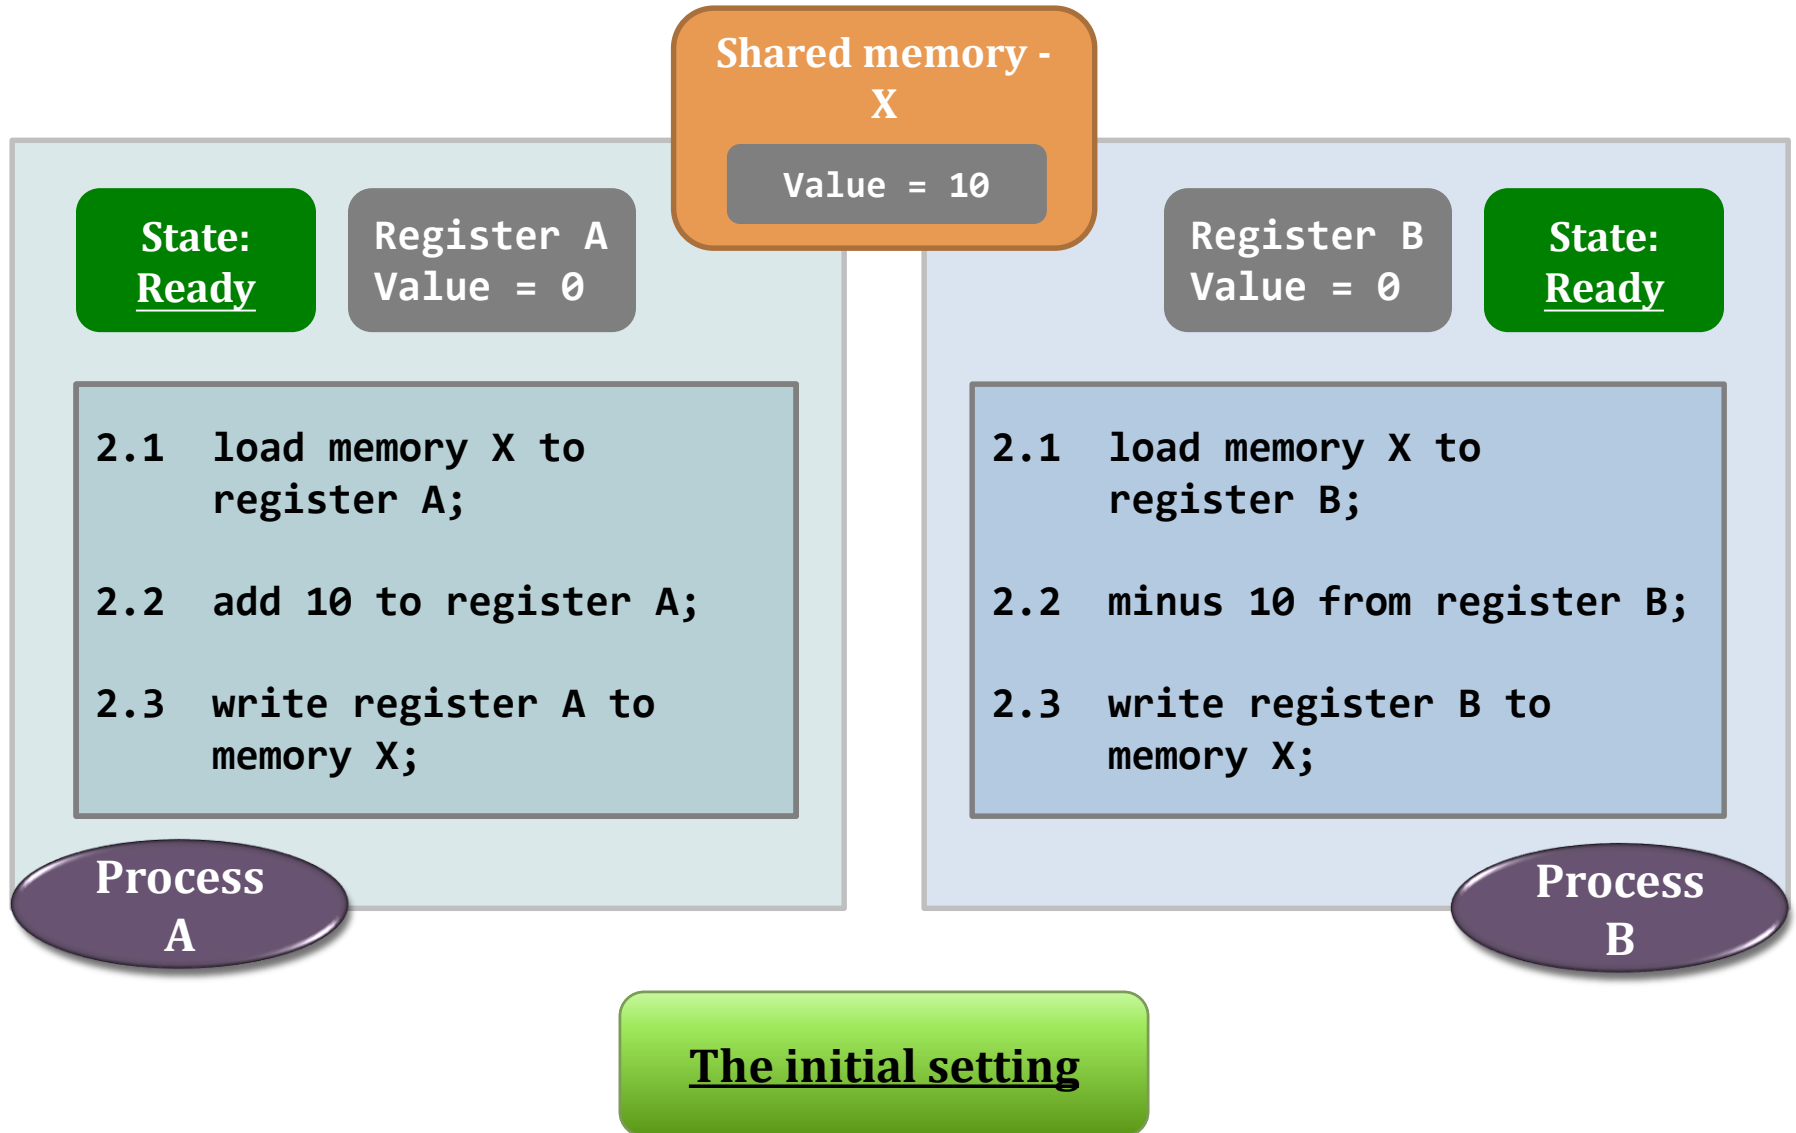 Shared memory -
X
Value = 10
State:
Ready
Register A
Value = 0
2.1 load memory X to
register A;
2.2 add 10 to register A;
2.3 write register A to
memory X;
Process
A
Register B
Value = 0
State:
Ready
2.1 load memory X to
register B;
2.2 minus 10 from register B;
2.3 write register B to
memory X;
Process
B
The initial setting